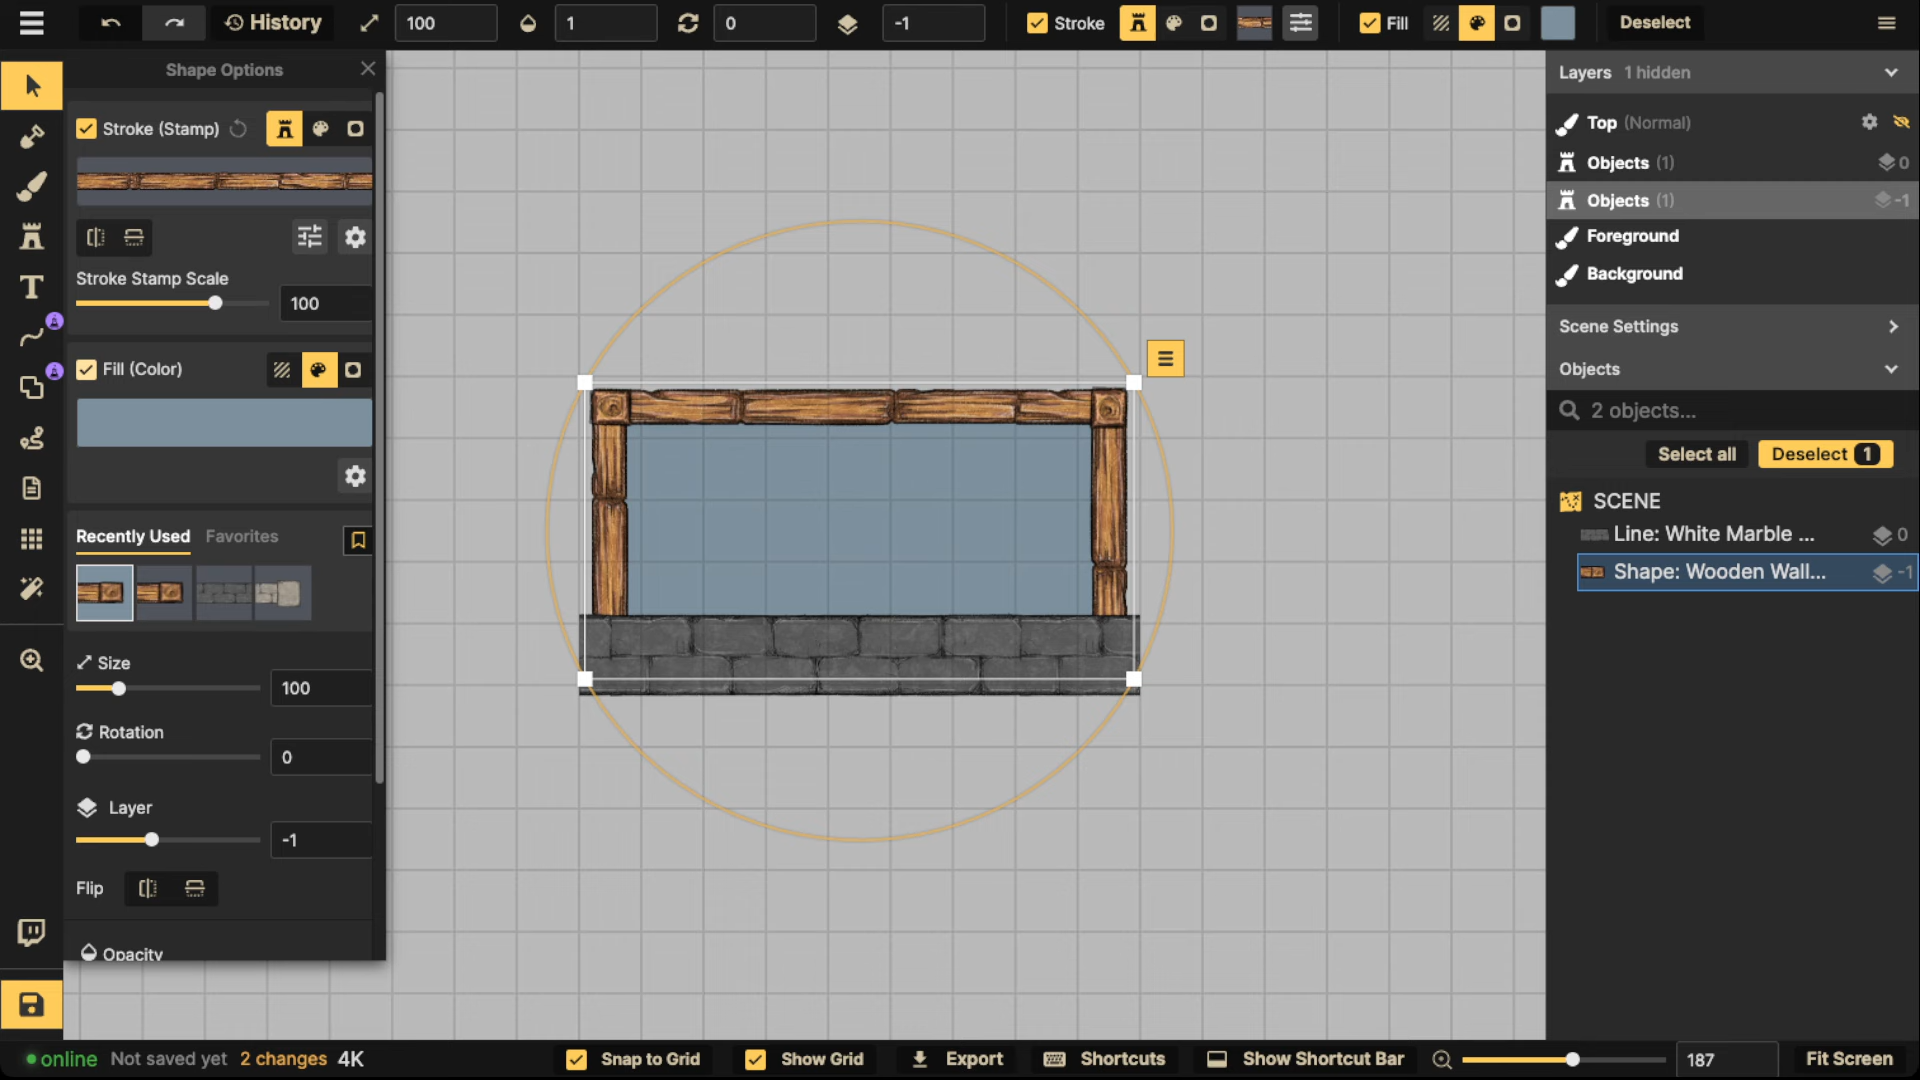 History
100
1
0
-1
Stroke
Fill
Deselect
Shape Options
Stroke (Stamp)
Stroke Stamp Scale
100
Fill (Color)
Recently Used
Favorites
Size
100
Rotation
0
Layer
-1
Flip
Opacity
Layers 1 hidden
Top (Normal)
Objects (1)
0
Objects (1)
-1
Foreground
Background
Scene Settings
Objects
2 objects...
Select all
Deselect 1
SCENE
Line: White Marble ...
0
Shape: Wooden Wall...
-1
online
Not saved yet
2 changes
4K
Snap to Grid
Show Grid
Export
Shortcuts
Show Shortcut Bar
187
Fit Screen